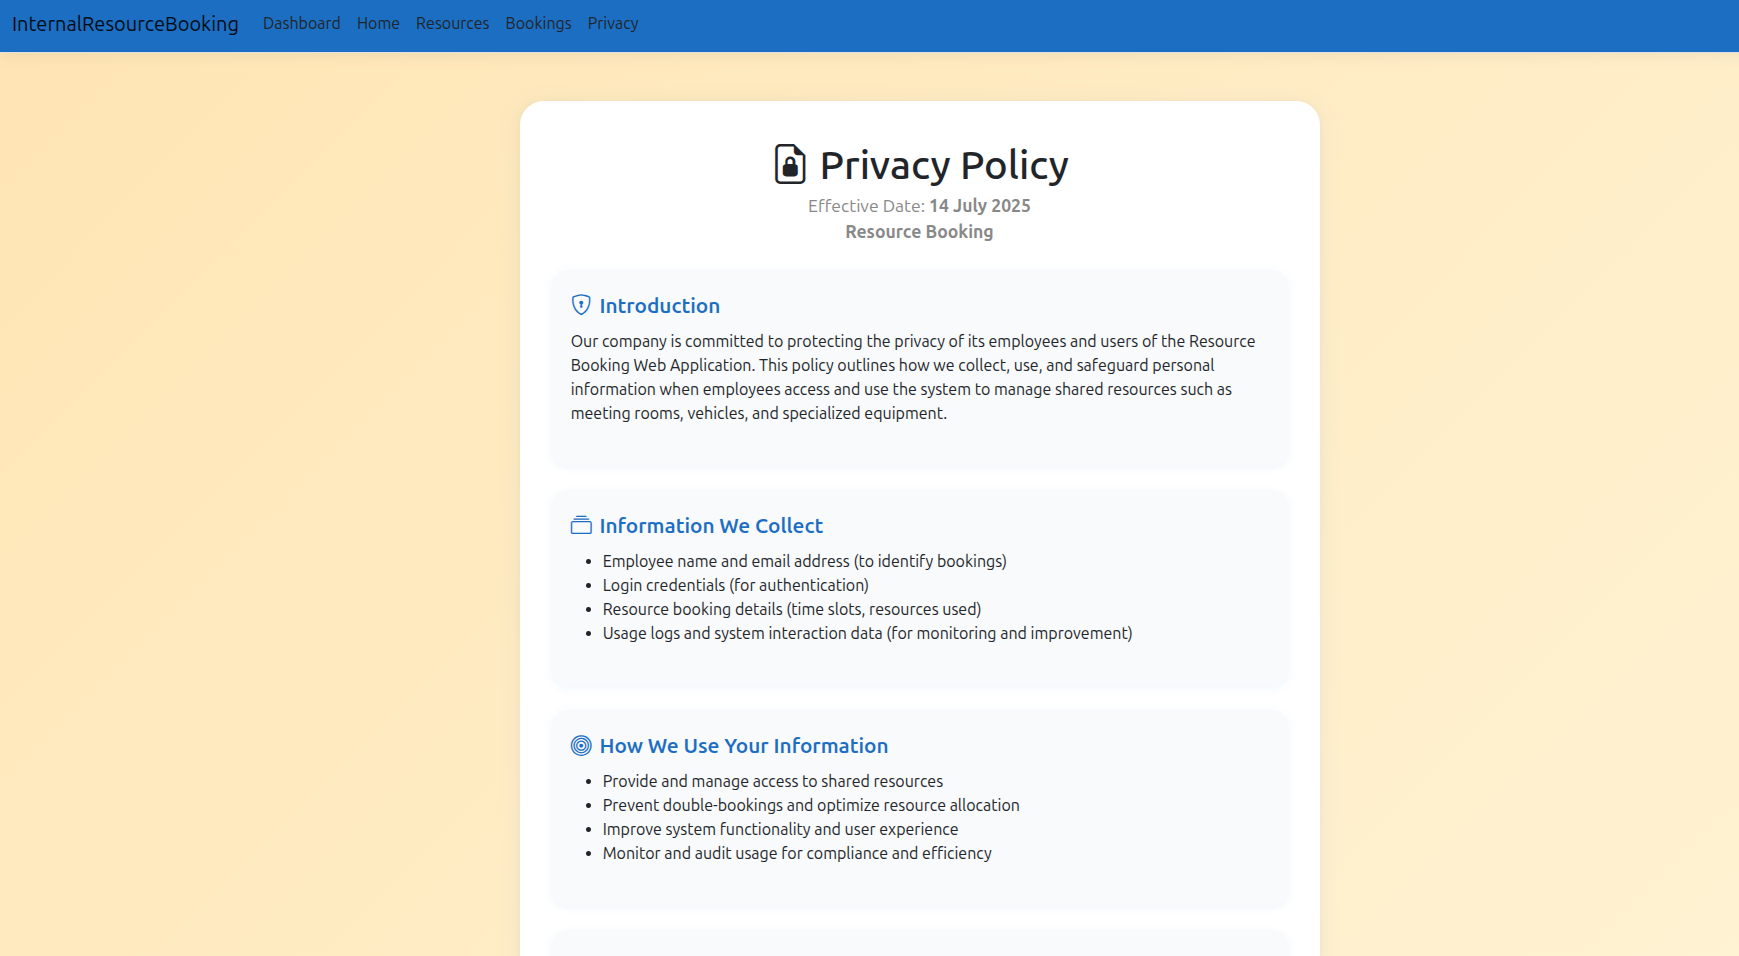 InternalResourceBooking Dashboard Home Resources Bookings Privacy
Privacy Policy
Effective Date: 14 July 2025
Resource Booking
Introduction
Our company is committed to protecting the privacy of its employees and users of the Resource
Booking Web Application. This policy outlines how we collect, use, and safeguard personal
information when employees access and use the system to manage shared resources such as
meeting rooms, vehicles, and specialized equipment.
Information We Collect
• Employee name and email address (to identify bookings)
• Login credentials (for authentication)
• Resource booking details (time slots, resources used)
• Usage logs and system interaction data (for monitoring and improvement)
How We Use Your Information
• Provide and manage access to shared resources
• Prevent double-bookings and optimize resource allocation
• Improve system functionality and user experience
• Monitor and audit usage for compliance and efficiency